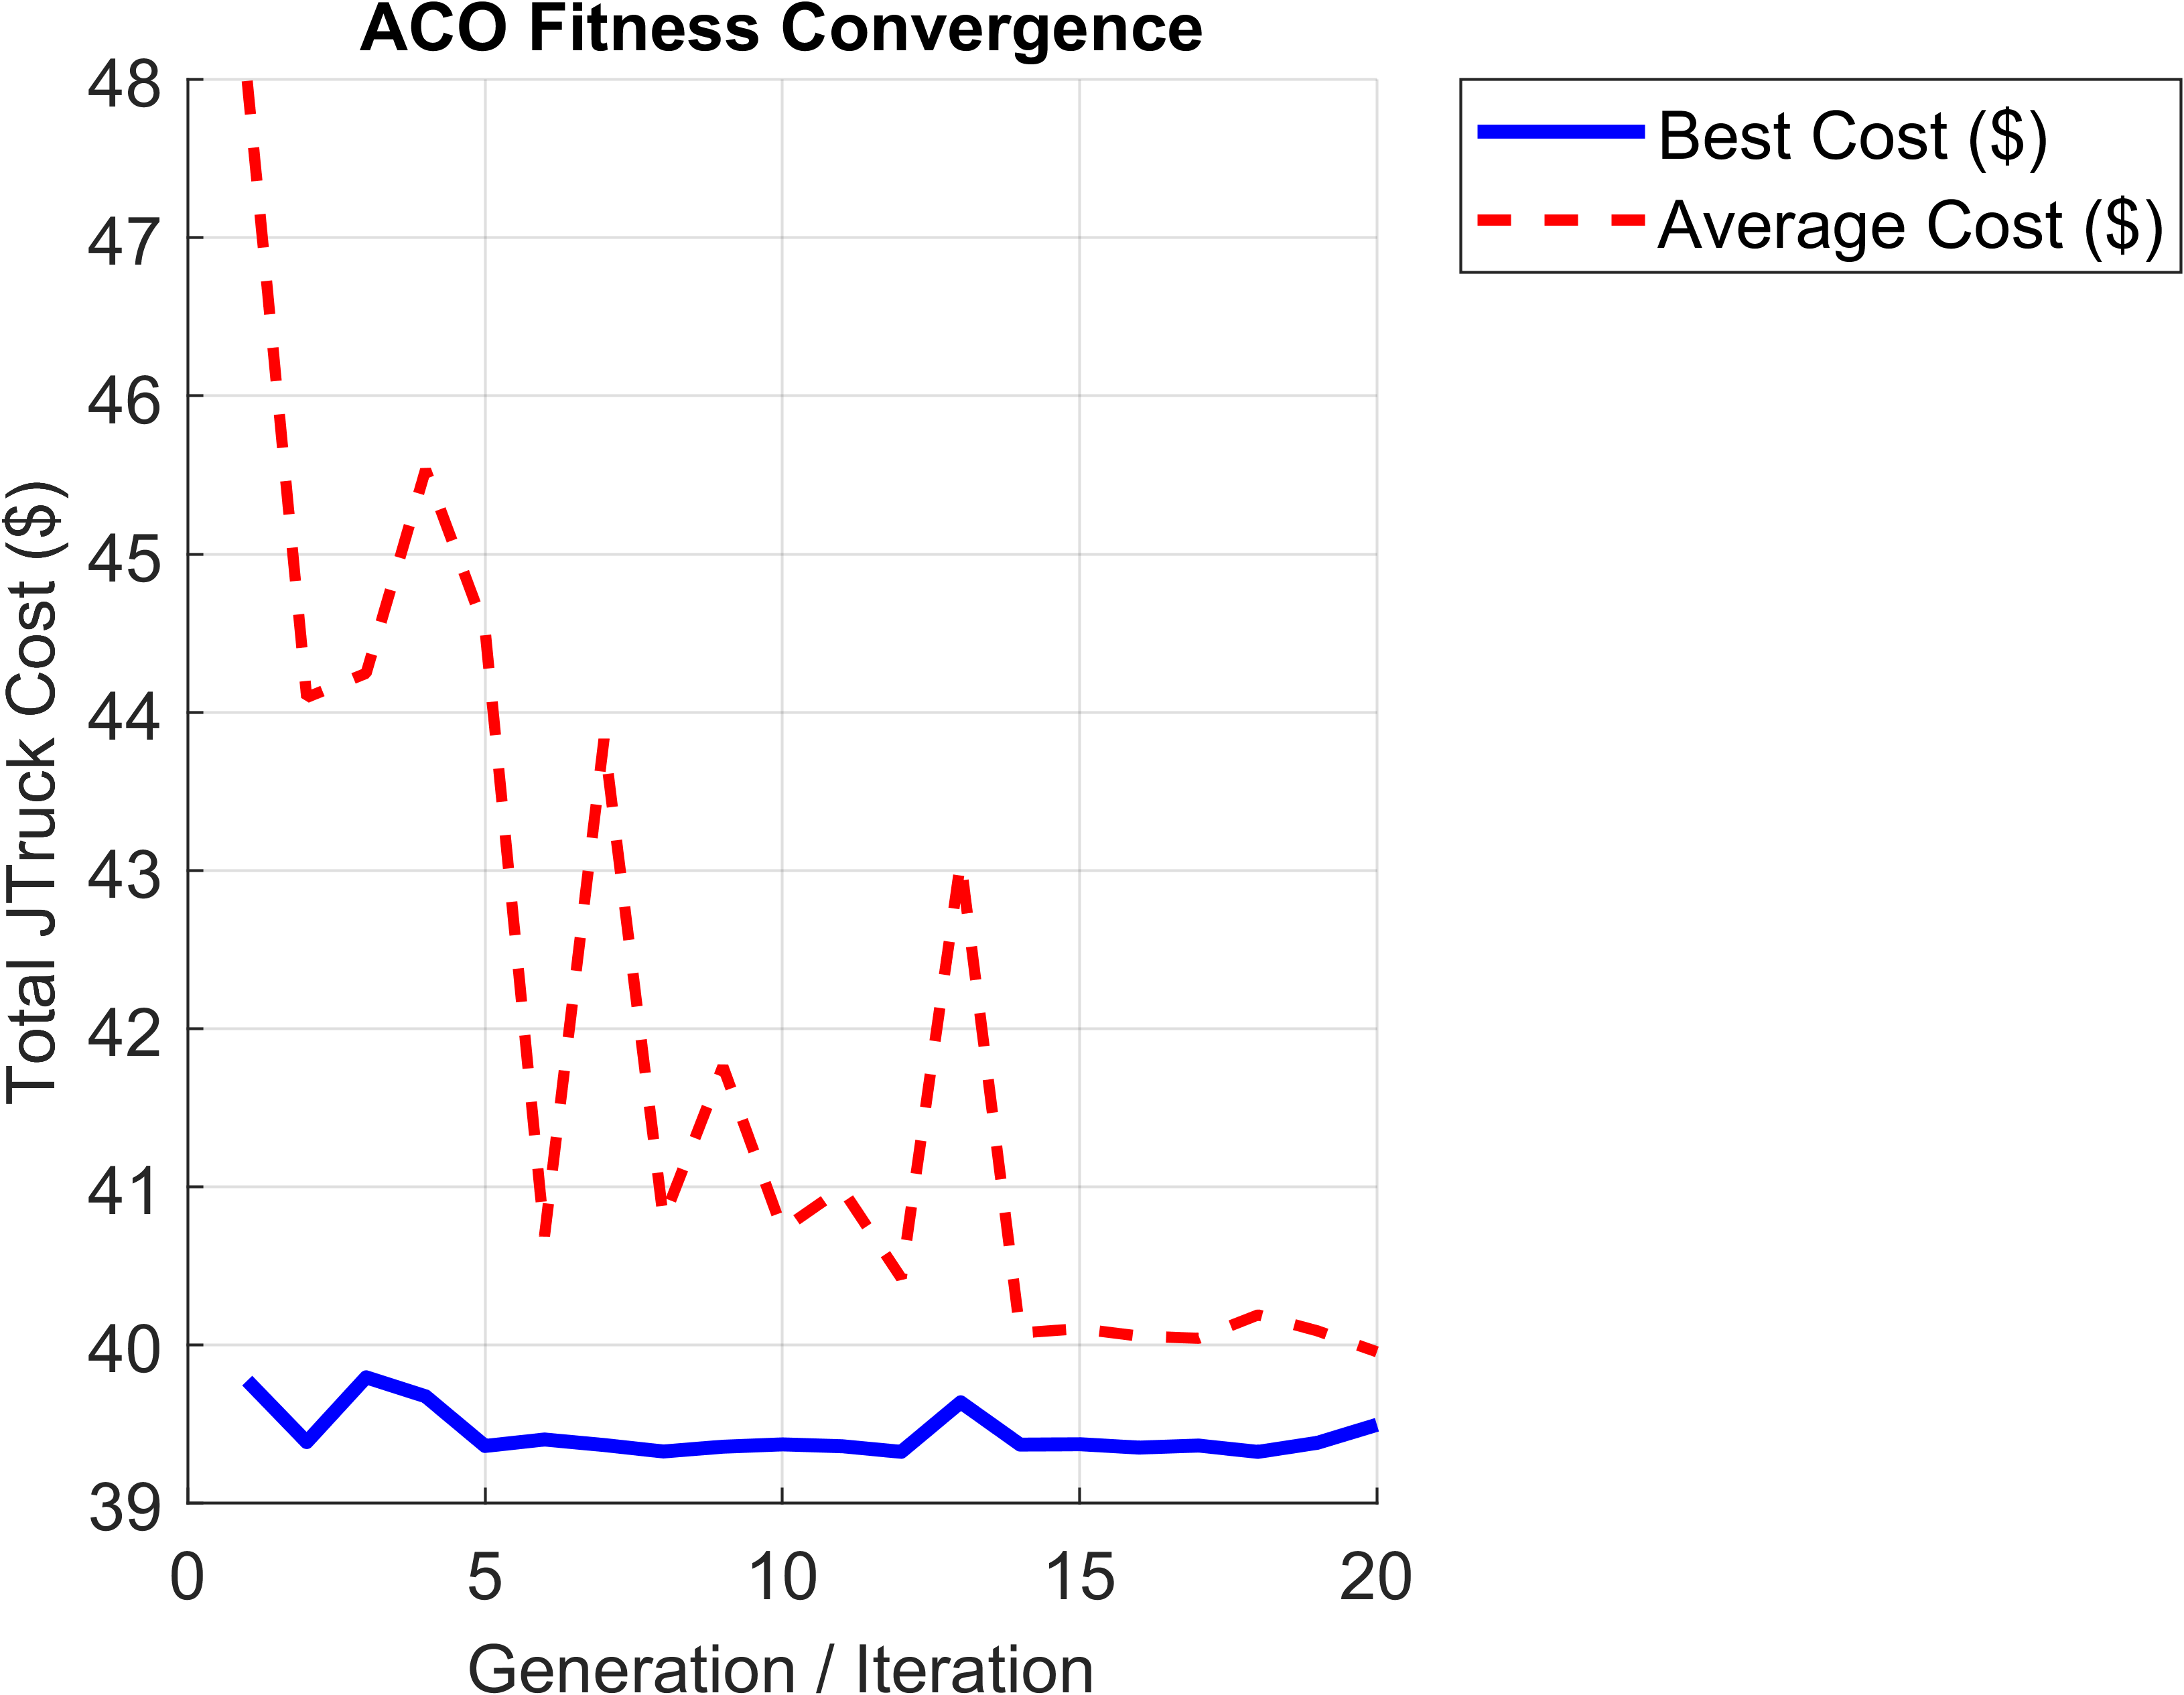 ACO Fitness Convergence
Best Cost ($)
Average Cost ($)
Total JTruck Cost ($)
48
47
46
45
44
43
42
41
40
39
0 5 10 15 20
Generation / Iteration